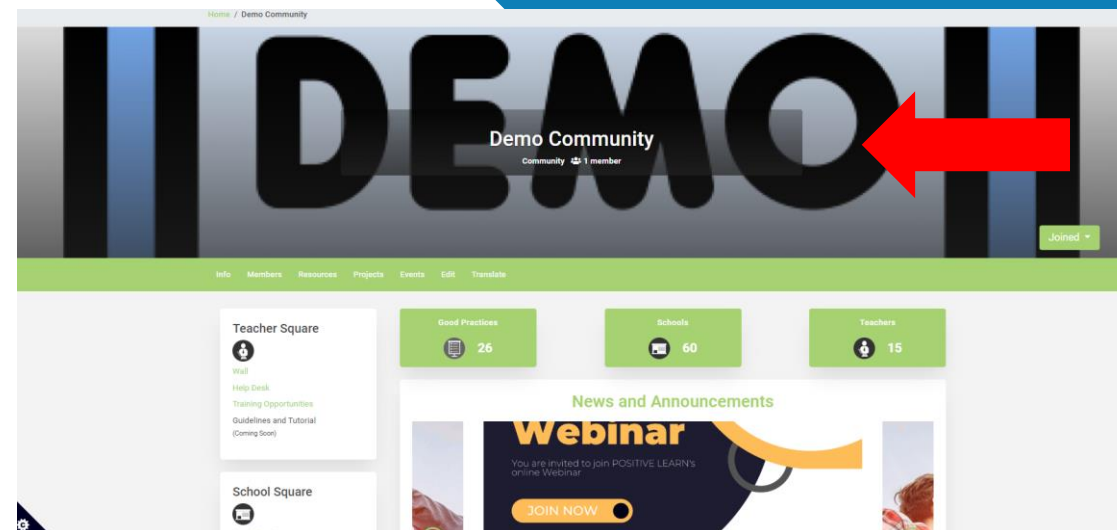 Home / Demo Community
DEMO
Demo Community
Community 1 member
Joined
Info Members Resources Projects Events Edit Translate
Teacher Square
Wall
Help Desk
Training Opportunities
Guidelines and Tutorial
(Coming Soon)
School Square
Good Practices
26
Schools
60
Teachers
15
News and Announcements
Webinar
You are invited to join POSITIVE LEARN's
online Webinar
JOIN NOW